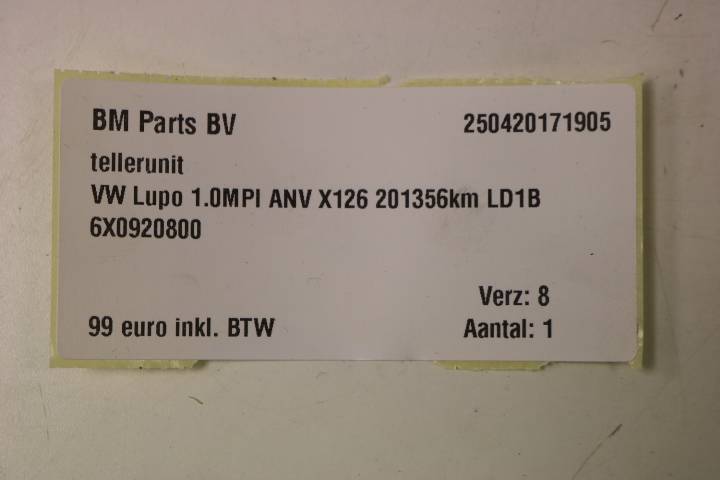 BM Parts BV 250420171905
tellerunit
VW Lupo 1.0MPI ANV X126 201356km LD1B
6X0920800
Verz: 8
99 euro inkl. BTW Aantal: 1